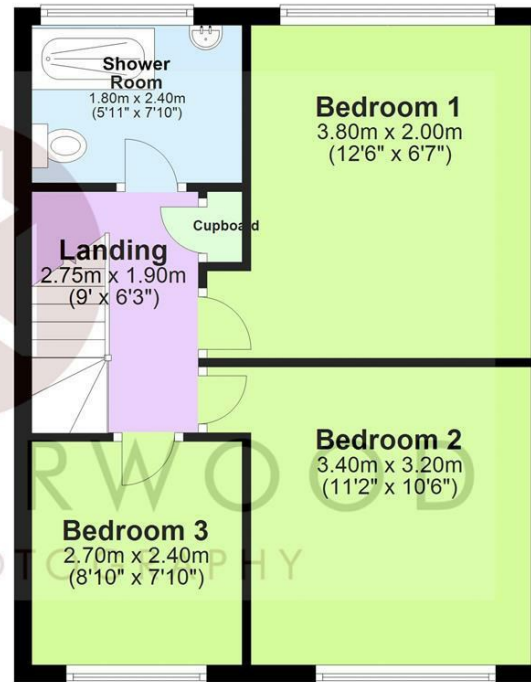 Shower
Room
1.80m x 2.40m
(5'11" x 7'10")
Bedroom 1
3.80m x 2.00m
(12'6" x 6'7")
Cupboard
Landing
2.75m x 1.90m
(9' x 6'3")
Bedroom 2
3.40m x 3.20m
(11'2" x 10'6")
RWOOD
Bedroom 3
2.70m x 2.40m
(8'10" x 7'10")
TOGRAPHY